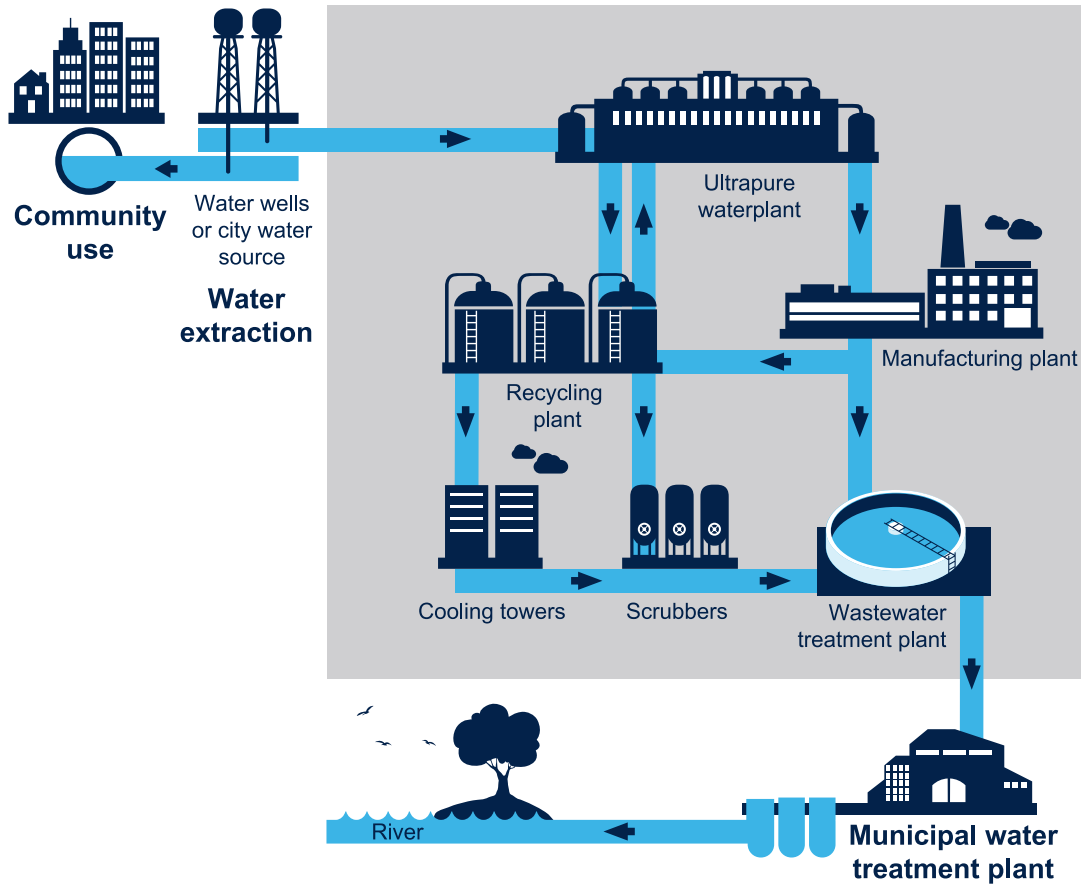 Community
use
Water wells
or city water
source
Water
extraction
Ultrapure
waterplant
Manufacturing plant
Recycling
plant
Cooling towers
Scrubbers
Wastewater
treatment plant
River
Municipal water
treatment plant